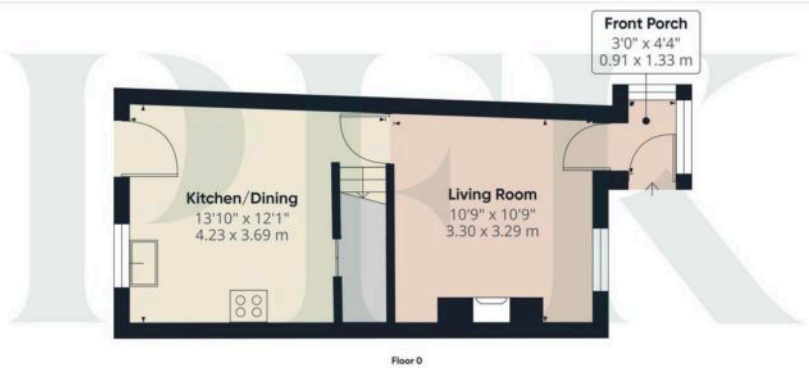 Front Porch
3'0" x 4'4"
0.91 x 1.33 m
Kitchen/Dining
13'10" x 12'1"
4.23 x 3.69 m
Living Room
10'9" x 10'9"
3.30 x 3.29 m
PFK
Floor 0